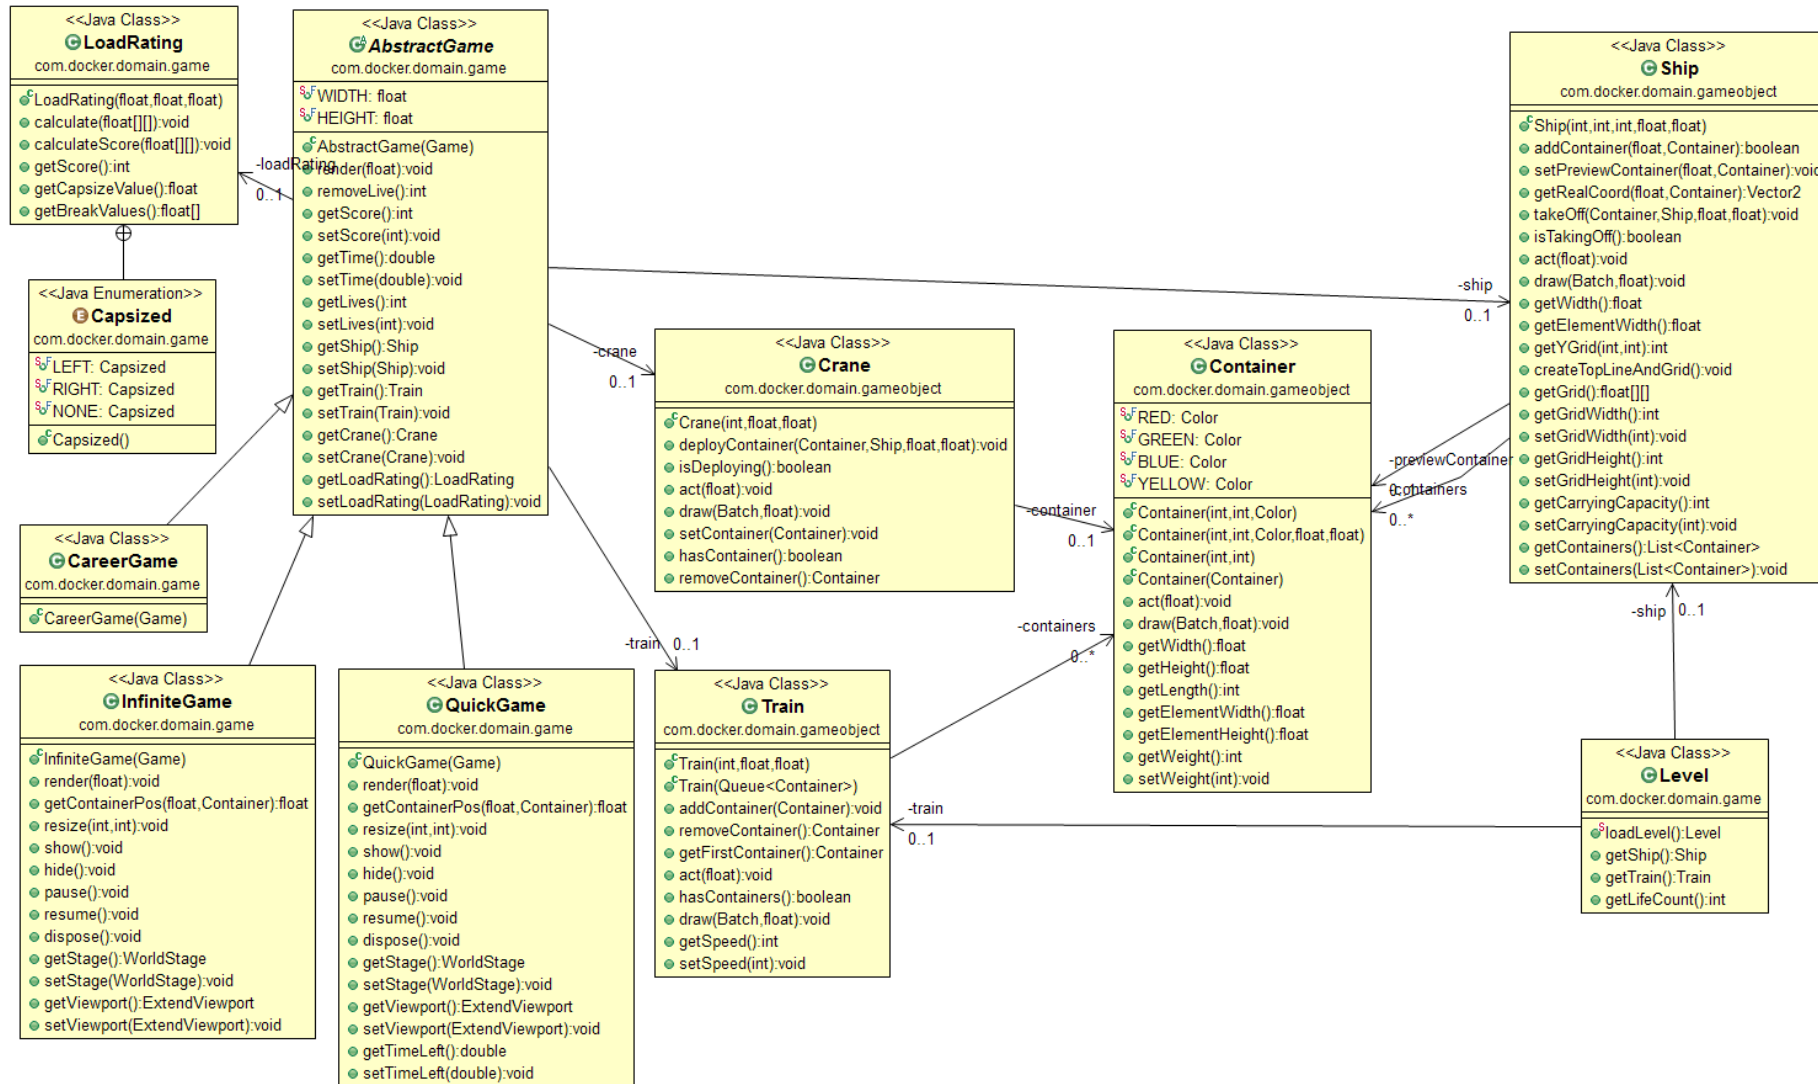 <<Java Class>>
LoadRating
com.docker.domain.game
LoadRating(float,float,float)
calculate(float[][]):void
calculateScore(float[][]):void
getScore():int
getCapsizeValue():float
getBreakValues():float[]
<<Java Enumeration>>
Capsized
com.docker.domain.game
LEFT: Capsized
RIGHT: Capsized
NONE: Capsized
Capsized()
<<Java Class>>
AbstractGame
com.docker.domain.game
WIDTH: float
HEIGHT: float
AbstractGame(Game)
render(float):void
removeLive():int
getScore():int
setScore(int):void
getTime():double
setTime(double):void
getLives():int
setLives(int):void
getShip():Ship
setShip(Ship):void
getTrain():Train
setTrain(Train):void
getCrane():Crane
setCrane(Crane):void
getLoadRating():LoadRating
setLoadRating(LoadRating):void
-loadRating
0..1
-ship
0..1
-crane
0..1
-train 0..1
<<Java Class>>
CareerGame
com.docker.domain.game
CareerGame(Game)
<<Java Class>>
InfiniteGame
com.docker.domain.game
InfiniteGame(Game)
render(float):void
getContainerPos(float,Container):float
resize(int,int):void
show():void
hide():void
pause():void
resume():void
dispose():void
getStage():WorldStage
setStage(WorldStage):void
getViewport():ExtendViewport
setViewport(ExtendViewport):void
<<Java Class>>
QuickGame
com.docker.domain.game
QuickGame(Game)
render(float):void
getContainerPos(float,Container):float
resize(int,int):void
show():void
hide():void
pause():void
resume():void
dispose():void
getStage():WorldStage
setStage(WorldStage):void
getViewport():ExtendViewport
setViewport(ExtendViewport):void
getTimeLeft():double
setTimeLeft(double):void
<<Java Class>>
Crane
com.docker.domain.gameobject
Crane(int,float,float)
deployContainer(Container,Ship,float,float):void
isDeploying():boolean
act(float):void
draw(Batch,float):void
setContainer(Container):void
hasContainer():boolean
removeContainer():Container
-container
0..1
<<Java Class>>
Train
com.docker.domain.gameobject
Train(int,float,float)
Train(Queue<Container>)
addContainer(Container):void
removeContainer():Container
getFirstContainer():Container
act(float):void
hasContainers():boolean
draw(Batch,float):void
getSpeed():int
setSpeed(int):void
-containers
0..*
<<Java Class>>
Container
com.docker.domain.gameobject
RED: Color
GREEN: Color
BLUE: Color
YELLOW: Color
Container(int,int,Color)
Container(int,int,Color,float,float)
Container(int,int)
Container(Container)
act(float):void
draw(Batch,float):void
getWidth():float
getHeight():float
getLength():int
getElementWidth():float
getElementHeight():float
getWeight():int
setWeight(int):void
-previewContainer
0..1
-containers
0..*
<<Java Class>>
Ship
com.docker.domain.gameobject
Ship(int,int,int,float,float)
addContainer(float,Container):boolean
setPreviewContainer(float,Container):void
getRealCoord(float,Container):Vector2
takeOff(Container,Ship,float,float):void
isTakingOff():boolean
act(float):void
draw(Batch,float):void
getWidth():float
getElementWidth():float
getYGrid(int,int):int
createTopLineAndGrid():void
getGrid():float[][]
getGridWidth():int
setGridWidth(int):void
getGridHeight():int
setGridHeight(int):void
getCarryingCapacity():int
setCarryingCapacity(int):void
getContainers():List<Container>
setContainers(List<Container>):void
-ship 0..1
-train
0..1
<<Java Class>>
Level
com.docker.domain.game
loadLevel():Level
getShip():Ship
getTrain():Train
getLifeCount():int